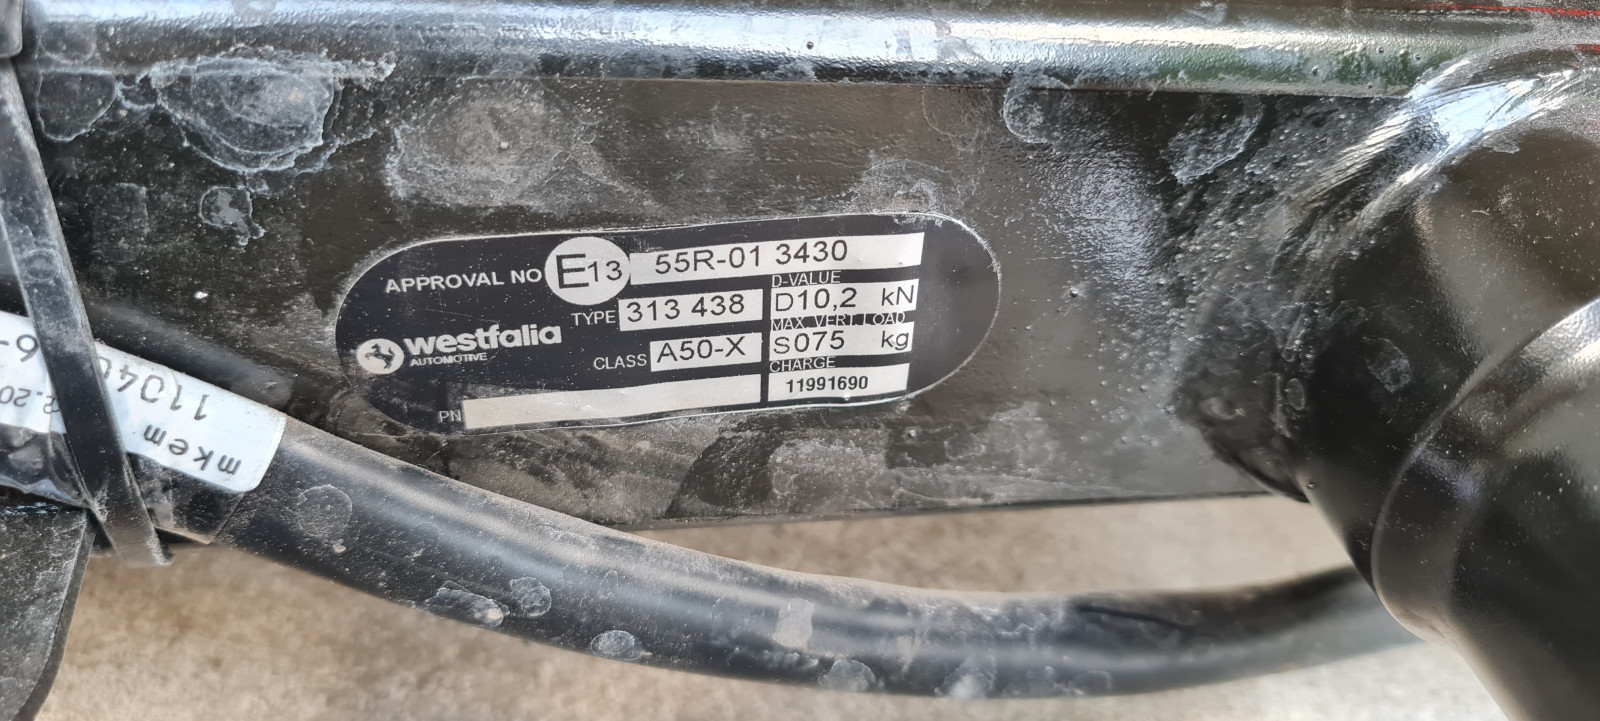 APPROVAL NO E13 55R-01 3430
TYPE 313 438
D-VALUE
D10,2 kN
westfalia
AUTOMOTIVE
CLASS A50-X
MAX. VERT. LOAD
S075 kg
PN
CHARGE
11991690
mkem